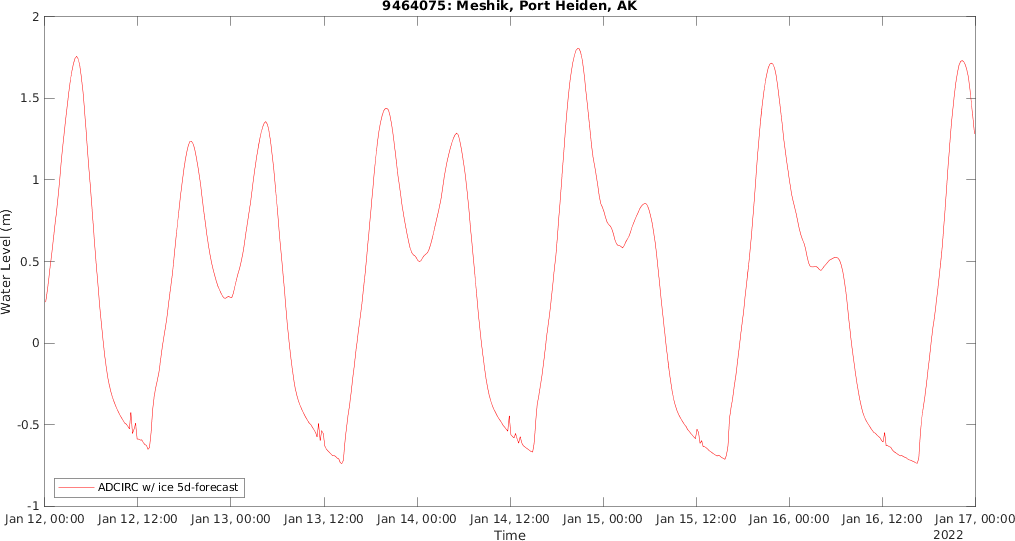 9464075: Meshik, Port Heiden, AK
2
1.5
1
0.5
0
-0.5
-1
Water Level (m)
ADCIRC w/ ice 5d-forecast
Jan 12, 00:00 Jan 12, 12:00 Jan 13, 00:00 Jan 13, 12:00 Jan 14, 00:00 Jan 14, 12:00 Jan 15, 00:00 Jan 15, 12:00 Jan 16, 00:00 Jan 16, 12:00 Jan 17, 00:00
Time
2022